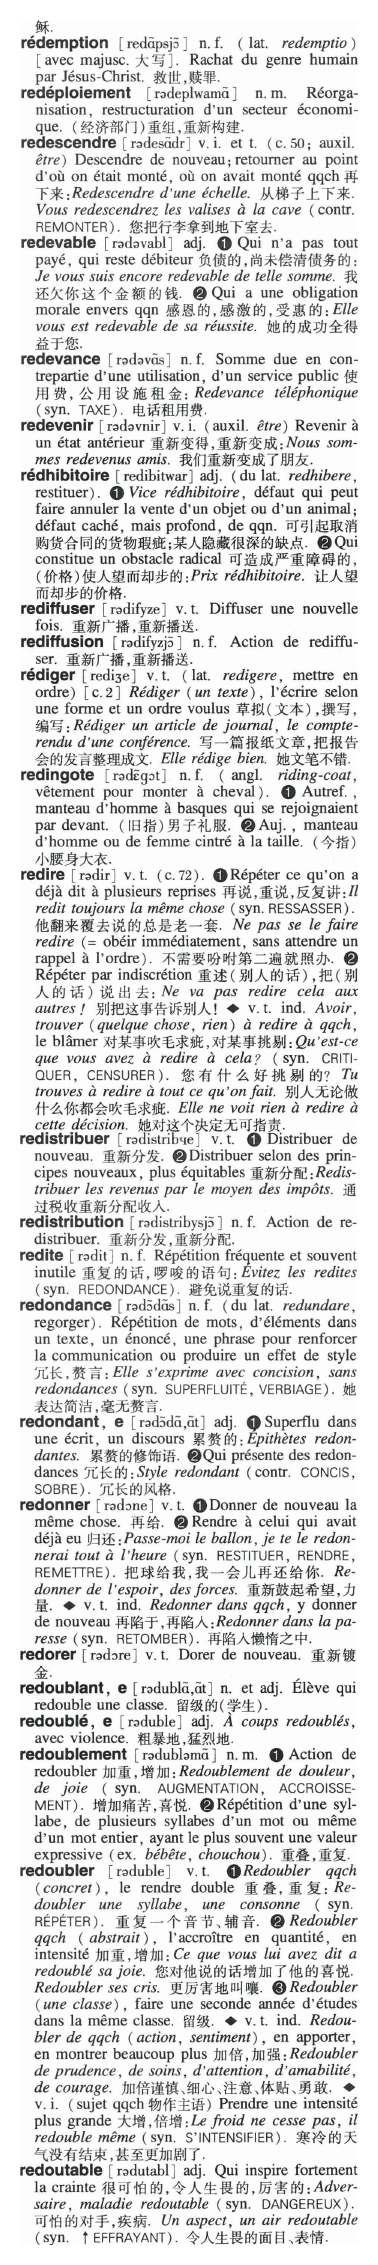 稣.
rédemption [redɑ̃psjɔ̃] n. f. ( lat. redemptio)
[avec majusc. 大写]. Rachat du genre humain
par Jésus-Christ. 救世,赎罪.
redéploiement [rədeplwamɑ̃] n. m. Réorga-
nisation, restructuration d'un secteur économi-
que. (经济部门)重组,重新构建.
redescendre [rədesɑ̃dr] v. i. et t. (c. 50; auxil.
être) Descendre de nouveau; retourner au point
d'où on était monté, où on avait monté qqch 再
下来:Redescendre d'une échelle. 从梯子上下来.
Vous redescendrez les valises à la cave (contr.
REMONTER). 您把行李拿到地下室去.
redevable [rədəvabl] adj. ❶ Qui n'a pas tout
payé, qui reste débiteur 负债的,尚未偿清债务的:
Je vous suis encore redevable de telle somme. 我
还欠你这个金额的钱. ❷ Qui a une obligation
morale envers qqn 感恩的,感激的,受惠的:Elle
vous est redevable de sa réussite. 她的成功全得
益于您.
redevance [rədəvɑ̃s] n. f. Somme due en con-
trepartie d'une utilisation, d'un service public 使
用费,公用设施租金: Redevance téléphonique
(syn. TAXE). 电话租用费.
redevenir [rədəvnir] v. i. (auxil. être) Revenir à
un état antérieur 重新变得,重新变成:Nous som-
mes redevenus amis. 我们重新变成了朋友.
rédhibitoire [redibitwar] adj. (du lat. redhibere,
restituer). ❶ Vice rédhibitoire, défaut qui peut
faire annuler la vente d'un objet ou d'un animal;
défaut caché, mais profond, de qqn. 可引起取消
购货合同的货物瑕疵;某人隐藏很深的缺点. ❷ Qui
constitue un obstacle radical 可造成严重障碍的,
(价格)使人望而却步的:Prix rédhibitoire. 让人望
而却步的价格.
rediffuser [rədifyze] v. t. Diffuser une nouvelle
fois. 重新广播,重新播送.
rediffusion [rədifyzjɔ̃] n. f. Action de rediffu-
ser. 重新广播,重新播送.
rédiger [rediʒe] v. t. (lat. redigere, mettre en
ordre) [c. 2] Rédiger (un texte), l'écrire selon
une forme et un ordre voulus 草拟(文本),撰写,
编写:Rédiger un article de journal, le compte-
rendu d'une conférence. 写一篇报纸文章,把报告
会的发言整理成文. Elle rédige bien. 她文笔不错.
redingote [rədɛ̃gɔt] n. f. ( angl. riding-coat,
vêtement pour monter à cheval). ❶ Autref. ,
manteau d'homme à basques qui se rejoignaient
par devant. (旧指)男子礼服. ❷ Auj. , manteau
d'homme ou de femme cintré à la taille. (今指)
小腰身大衣.
redire [rədir] v. t. (c. 72). ❶ Répéter ce qu'on a
déjà dit à plusieurs reprises 再说,重说,反复讲:Il
redit toujours la même chose (syn. RESSASSER).
他翻来覆去说的总是老一套. Ne pas se le faire
redire (= obéir immédiatement, sans attendre un
rappel à l'ordre). 不需要吩咐第二遍就照办. ❷
Répéter par indiscrétion 重述(别人的话),把(别
人的话)说出去: Ne va pas redire cela aux
autres! 别把这事告诉别人! ◆ v. t. ind. Avoir,
trouver (quelque chose, rien) à redire à qqch,
le blâmer 对某事吹毛求疵,对某事挑剔:Qu'est-ce
que vous avez à redire à cela? ( syn. CRITI-
QUER, CENSURER). 您有什么好挑剔的? Tu
trouves à redire à tout ce qu'on fait. 别人无论做
什么你都会吹毛求疵. Elle ne voit rien à redire à
cette décision. 她对这个决定无可指责.
redistribuer [rədistribɥe] v. t. ❶ Distribuer de
nouveau. 重新分发. ❷ Distribuer selon des prin-
cipes nouveaux, plus équitables 重新分配:Redis-
tribuer les revenus par le moyen des impôts. 通
过税收重新分配收入.
redistribution [rədistribysjɔ̃] n. f. Action de re-
distribuer. 重新分发,重新分配.
redite [rədit] n. f. Répétition fréquente et souvent
inutile 重复的话,啰唆的语句:Évitez les redites
(syn. REDONDANCE). 避免说重复的话.
redondance [rədɔ̃dɑ̃s] n. f. (du lat. redundare,
regorger). Répétition de mots, d'éléments dans
un texte, un énoncé, une phrase pour renforcer
la communication ou produire un effet de style
冗长,赘言:Elle s'exprime avec concision, sans
redondances (syn. SUPERFLUITÉ, VERBIAGE). 她
表达简洁,毫无赘言.
redondant, e [rədɔ̃dɑ̃,ɑ̃t] adj. ❶ Superflu dans
une écrit, un discours 累赘的: Épithètes redon-
dantes. 累赘的修饰语. ❷ Qui présente des redon-
dances 冗长的:Style redondant (contr. CONCIS,
SOBRE). 冗长的风格.
redonner [rədɔne] v. t. ❶ Donner de nouveau la
même chose. 再给. ❷ Rendre à celui qui avait
déjà eu 归还:Passe-moi le ballon, je te le redon-
nerai tout à l'heure (syn. RESTITUER, RENDRE,
REMETTRE). 把球给我,我一会儿再还给你. Re-
donner de l'espoir, des forces. 重新鼓起希望,力
量. ◆ v. t. ind. Redonner dans qqch, y donner
de nouveau 再陷于,再陷入:Redonner dans la pa-
resse (syn. RETOMBER). 再陷入懒惰之中.
redorer [rədɔre] v. t. Dorer de nouveau. 重新镀
金.
redoublant, e [rədublɑ̃,ɑ̃t] n. et adj. Élève qui
redouble une classe. 留级的(学生).
redoublé, e [rəduble] adj. À coups redoublés,
avec violence. 粗暴地,猛烈地.
redoublement [rədubləmɑ̃] n. m. ❶ Action de
redoubler 加重,增加:Redoublement de douleur,
de joie ( syn. AUGMENTATION, ACCROISSE-
MENT). 增加痛苦,喜悦. ❷ Répétition d'une syl-
labe, de plusieurs syllabes d'un mot ou même
d'un mot entier, ayant le plus souvent une valeur
expressive (ex. bébête, chouchou). 重叠,重复.
redoubler [rəduble] v. t. ❶ Redoubler qqch
(concret), le rendre double 重叠,重复: Re-
doubler une syllabe, une consonne ( syn.
RÉPÉTER). 重复一个音节、辅音. ❷ Redoubler
qqch (abstrait), l'accroître en quantité, en
intensité 加重,增加:Ce que vous lui avez dit a
redoublé sa joie. 您对他说的话增加了他的喜悦.
Redoubler ses cris. 更厉害地叫嚷. ❸ Redoubler
(une classe), faire une seconde année d'études
dans la même classe. 留级. ◆ v. t. ind. Redou-
bler de qqch (action, sentiment), en apporter,
en montrer beaucoup plus 加倍,加强:Redoubler
de prudence, de soins, d'attention, d'amabilité,
de courage. 加倍谨慎、细心、注意、体贴、勇敢. ◆
v. i. (sujet qqch 物作主语) Prendre une intensité
plus grande 大增,倍增:Le froid ne cesse pas, il
redouble même (syn. S'INTENSIFIER). 寒冷的天
气没有结束,甚至更加剧了.
redoutable [rədutabl] adj. Qui inspire fortement
la crainte 很可怕的,令人生畏的,厉害的: Adver-
saire, maladie redoutable (syn. DANGEREUX).
可怕的对手,疾病. Un aspect, un air redoutable
(syn. ↑ EFFRAYANT). 令人生畏的面目、表情.